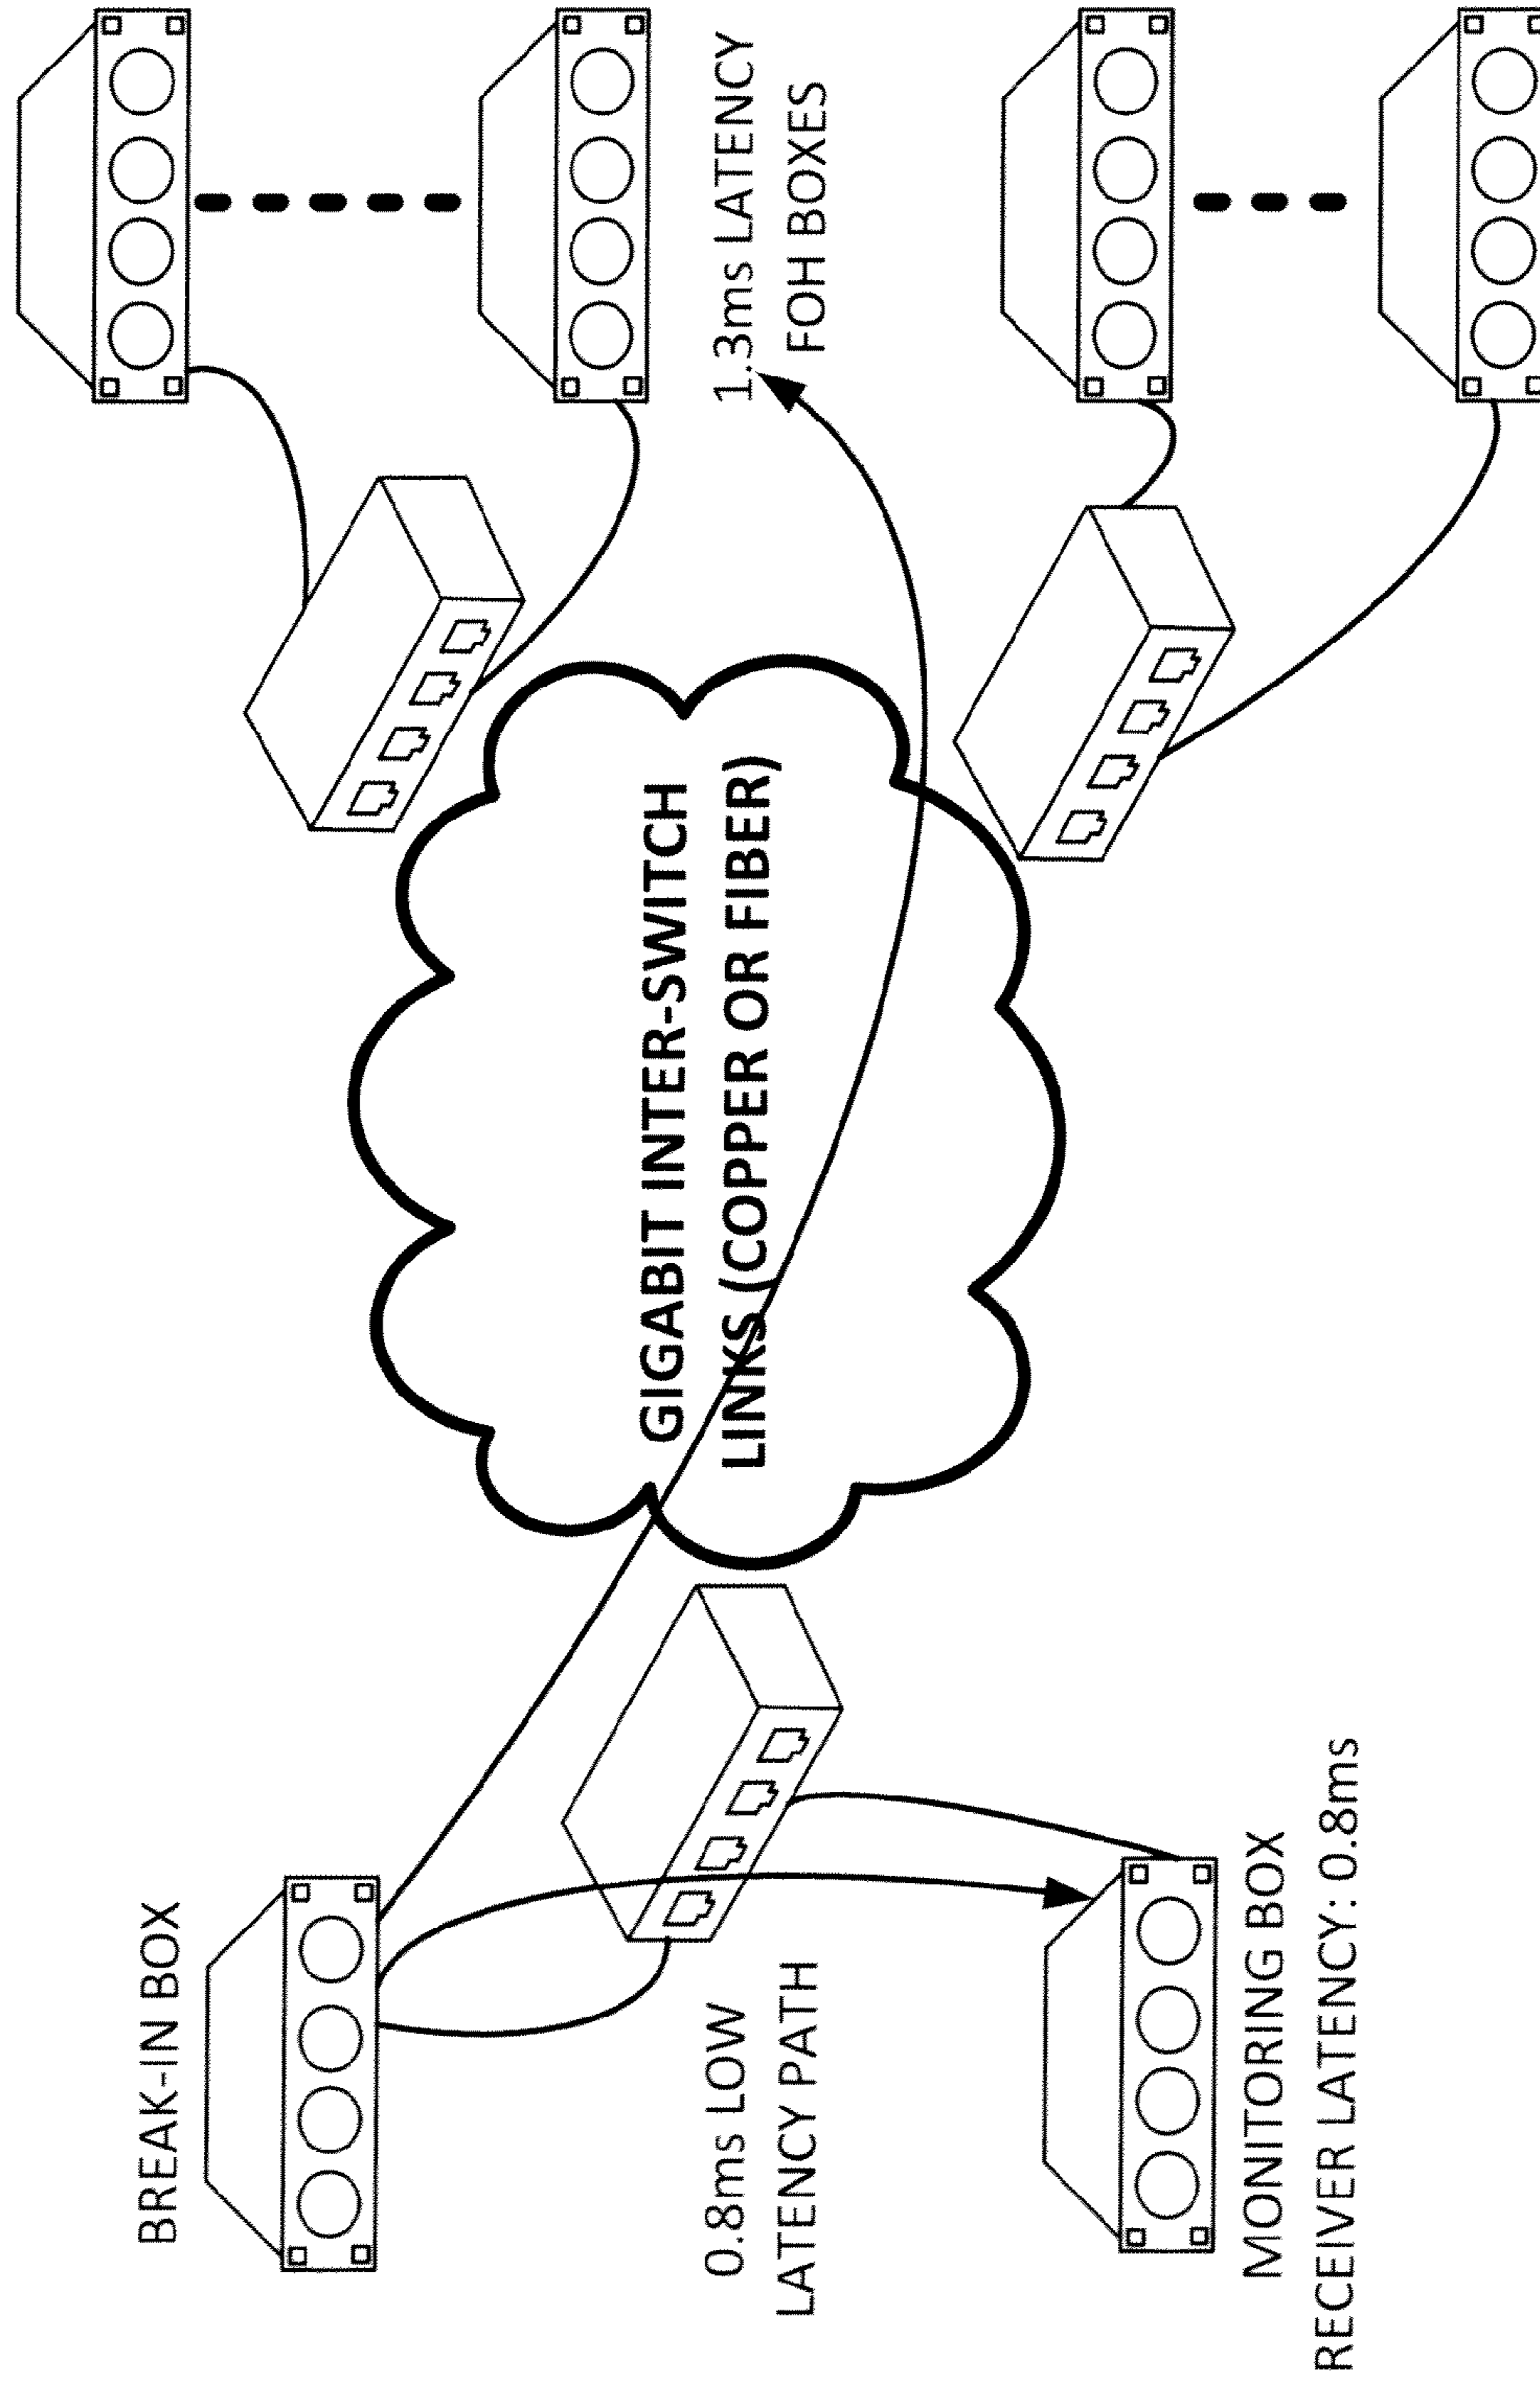 BREAK-IN BOX
0.8ms LOW
LATENCY PATH
MONITORING BOX
RECEIVER LATENCY: 0.8ms
GIGABIT INTER-SWITCH
LINKS (COPPER OR FIBER)
1.3ms LATENCY
FOH BOXES